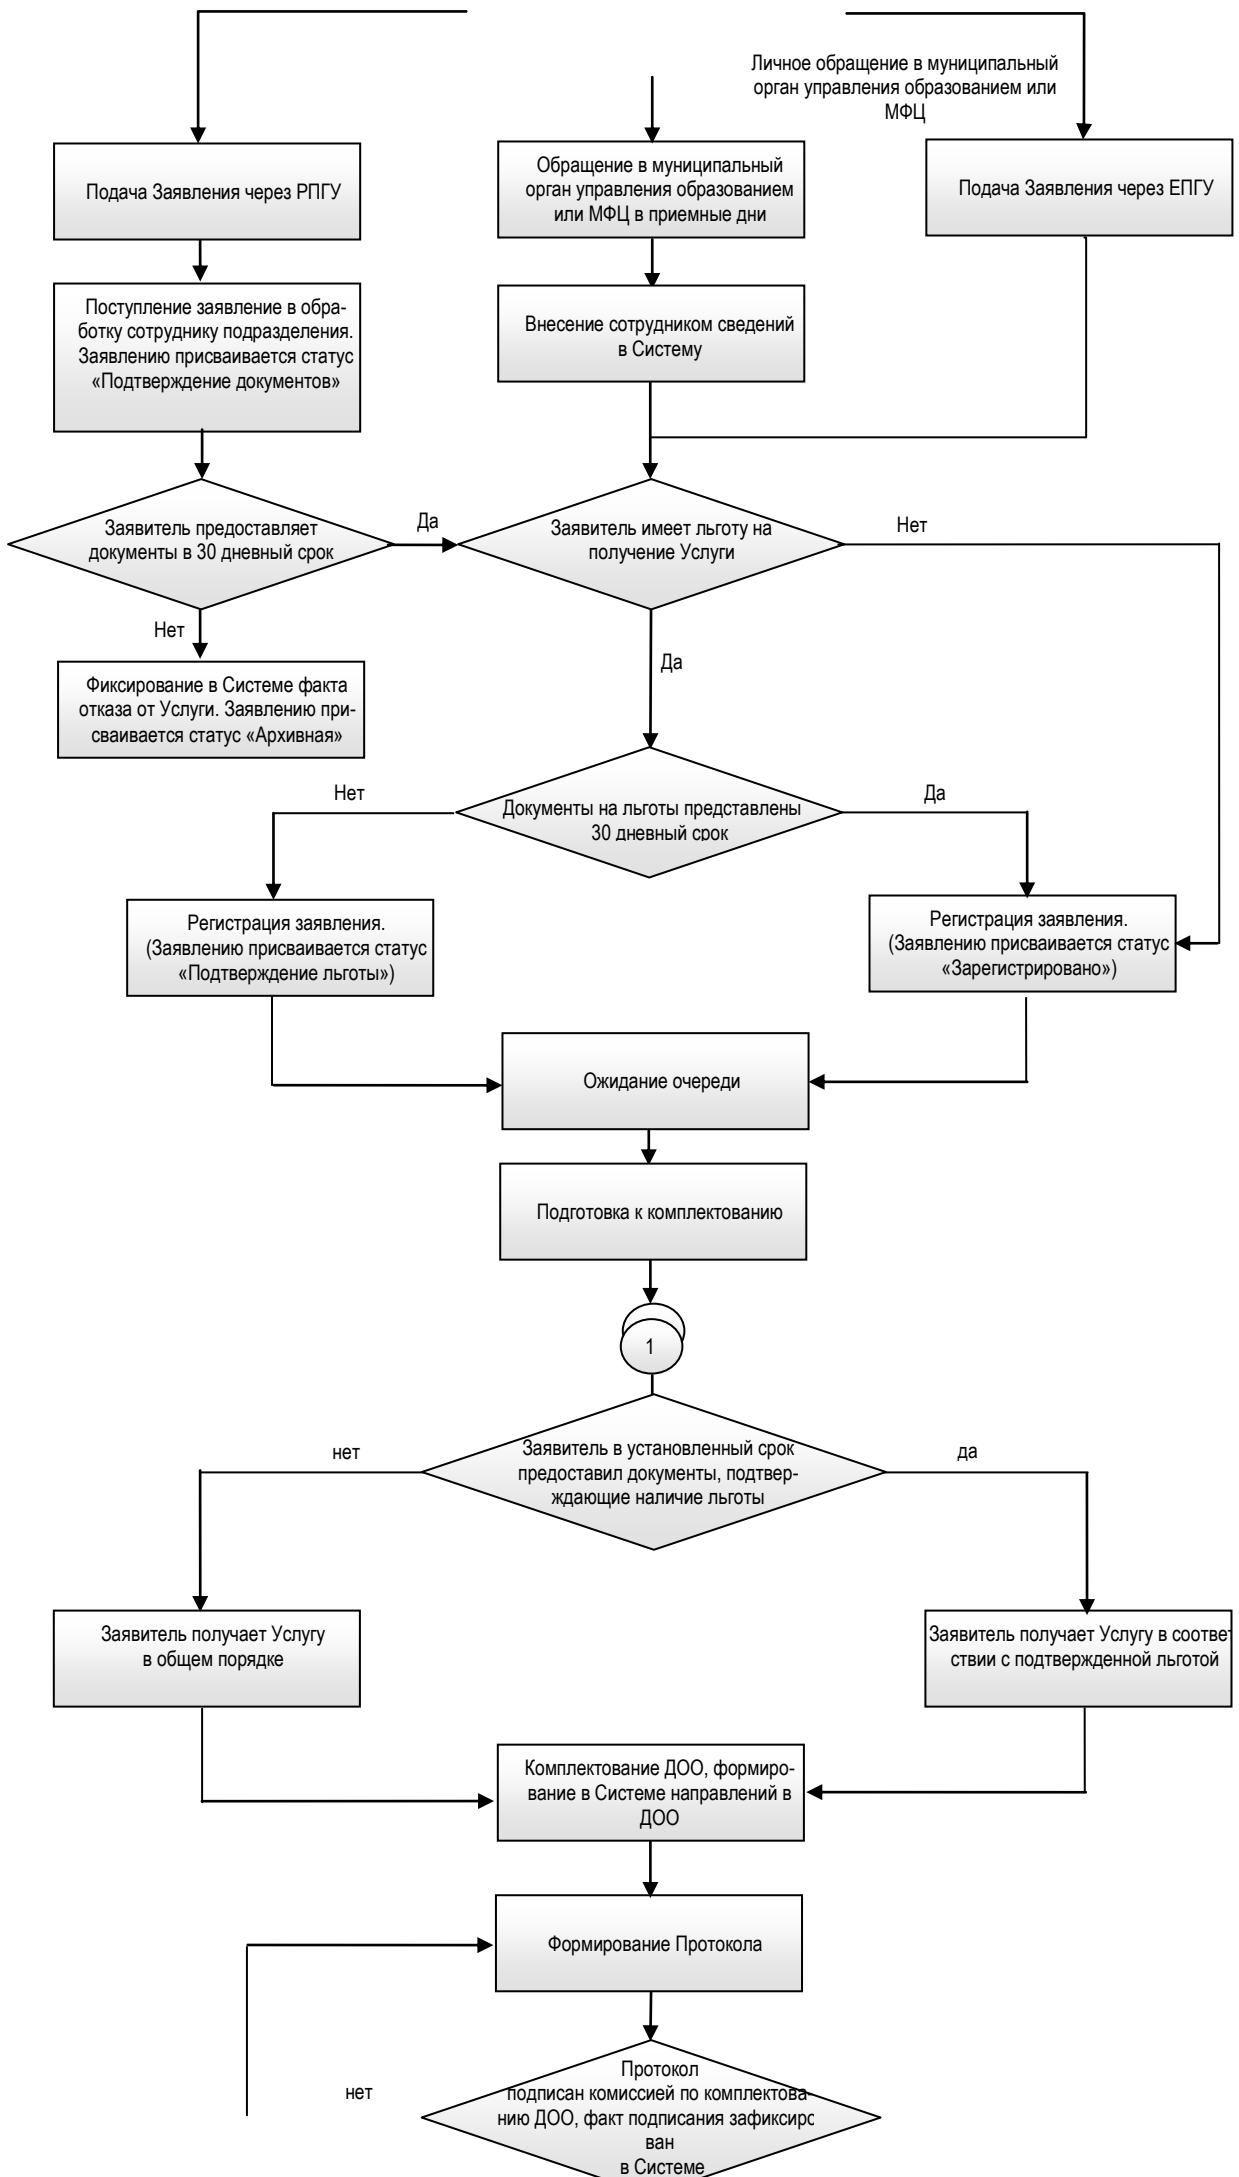 Личное обращение в муниципальный
орган управления образованием или
МФЦ
Подача Заявления через РПГУ
Обращение в муниципальный
орган управления образованием
или МФЦ в приемные дни
Подача Заявления через ЕПГУ
Поступление заявление в обра-
ботку сотруднику подразделения.
Заявлению присваивается статус
«Подтверждение документов»
Внесение сотрудником сведений
в Систему
Заявитель предоставляет
документы в 30 дневный срок
Да
Заявитель имеет льготу на
получение Услуги
Нет
Нет
Да
Фиксирование в Системе факта
отказа от Услуги. Заявлению при-
сваивается статус «Архивная»
Нет
Документы на льготы представлены
30 дневный срок
Да
Регистрация заявления.
(Заявлению присваивается статус
«Подтверждение льготы»)
Регистрация заявления.
(Заявлению присваивается статус
«Зарегистрировано»)
Ожидание очереди
Подготовка к комплектованию
1
нет
Заявитель в установленный срок
предоставил документы, подтвер-
ждающие наличие льготы
да
Заявитель получает Услугу
в общем порядке
Заявитель получает Услугу в соответ
ствии с подтвержденной льготой
Комплектование ДОО, формиро-
вание в Системе направлений в
ДОО
Формирование Протокола
нет
Протокол
подписан комиссией по комплектова-
нию ДОО, факт подписания зафиксиро
ван
в Системе